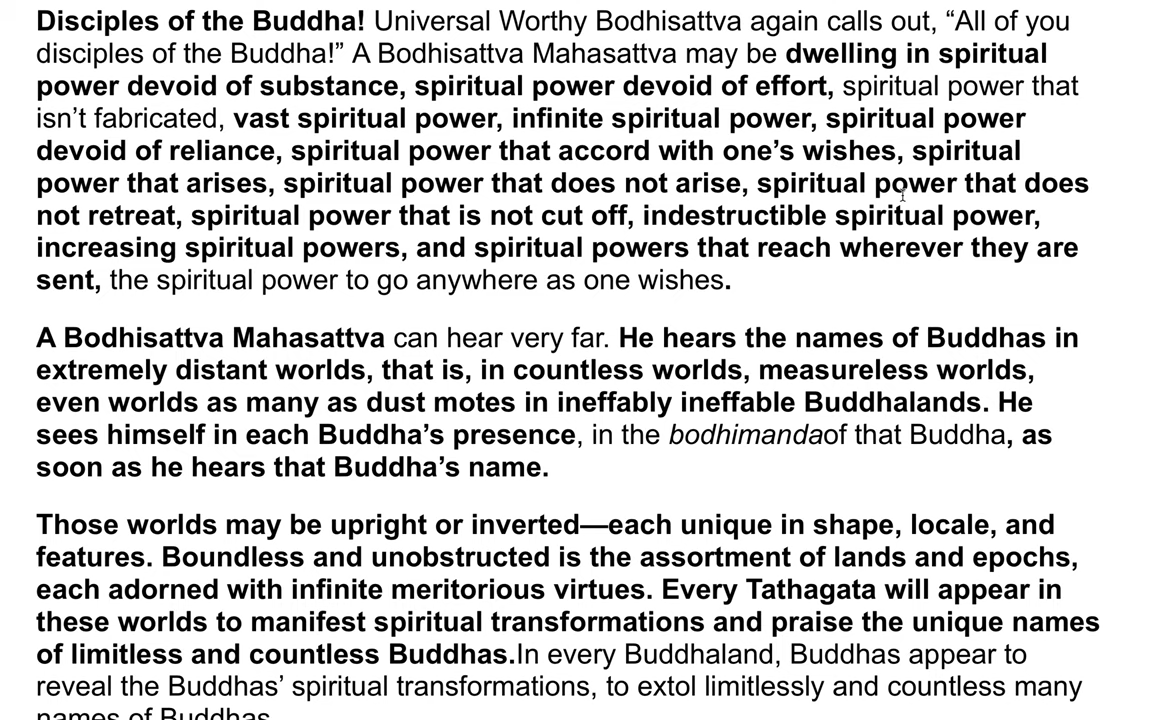 Disciples of the Buddha! Universal Worthy Bodhisattva again calls out, “All of you
disciples of the Buddha!” A Bodhisattva Mahasattva may be dwelling in spiritual
power devoid of substance, spiritual power devoid of effort, spiritual power that
isn’t fabricated, vast spiritual power, infinite spiritual power, spiritual power
devoid of reliance, spiritual power that accord with one’s wishes, spiritual
power that arises, spiritual power that does not arise, spiritual power that does
not retreat, spiritual power that is not cut off, indestructible spiritual power,
increasing spiritual powers, and spiritual powers that reach wherever they are
sent, the spiritual power to go anywhere as one wishes.
A Bodhisattva Mahasattva can hear very far. He hears the names of Buddhas in
extremely distant worlds, that is, in countless worlds, measureless worlds,
even worlds as many as dust motes in ineffably ineffable Buddhalands. He
sees himself in each Buddha’s presence, in the bodhimandaof that Buddha, as
soon as he hears that Buddha’s name.
Those worlds may be upright or inverted—each unique in shape, locale, and
features. Boundless and unobstructed is the assortment of lands and epochs,
each adorned with infinite meritorious virtues. Every Tathagata will appear in
these worlds to manifest spiritual transformations and praise the unique names
of limitless and countless Buddhas.In every Buddhaland, Buddhas appear to
reveal the Buddhas’ spiritual transformations, to extol limitlessly and countless many
names of Buddhas